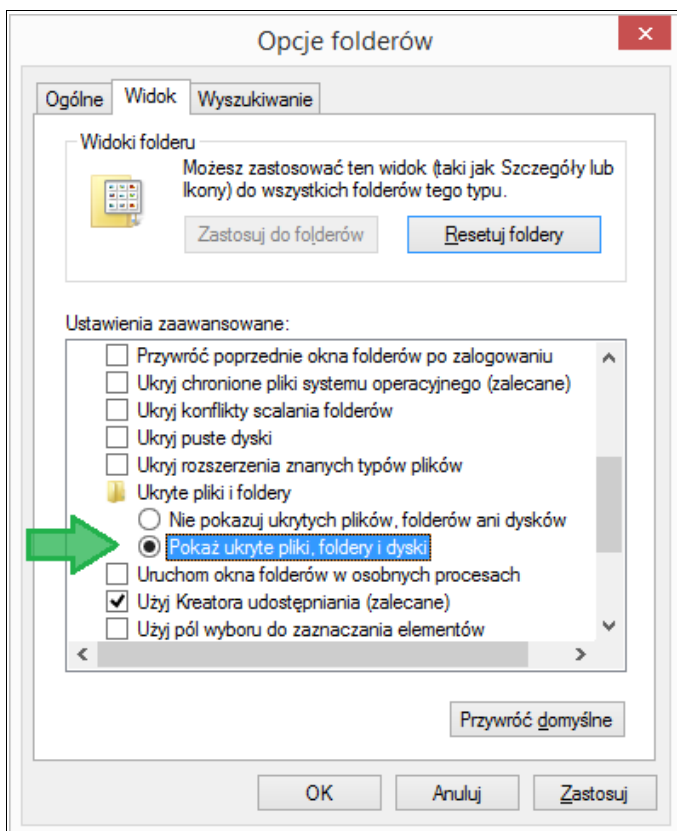 Opcje folderów
Ogólne
Widok
Wyszukiwanie
Widoki folderu
Możesz zastosować ten widok (taki jak Szczegóły lub
Ikony) do wszystkich folderów tego typu.
Zastosuj do folderów
Resetuj foldery
Ustawienia zaawansowane:
Przywróć poprzednie okna folderów po zalogowaniu
Ukryj chronione pliki systemu operacyjnego (zalecane)
Ukryj konflikty scalania folderów
Ukryj puste dyski
Ukryj rozszerzenia znanych typów plików
Ukryte pliki i foldery
Nie pokazuj ukrytych plików, folderów ani dysków
Pokaż ukryte pliki, foldery i dyski
Uruchom okna folderów w osobnych procesach
Użyj Kreatora udostępniania (zalecane)
Użyj pól wyboru do zaznaczania elementów
Przywróć domyślne
OK
Anuluj
Zastosuj